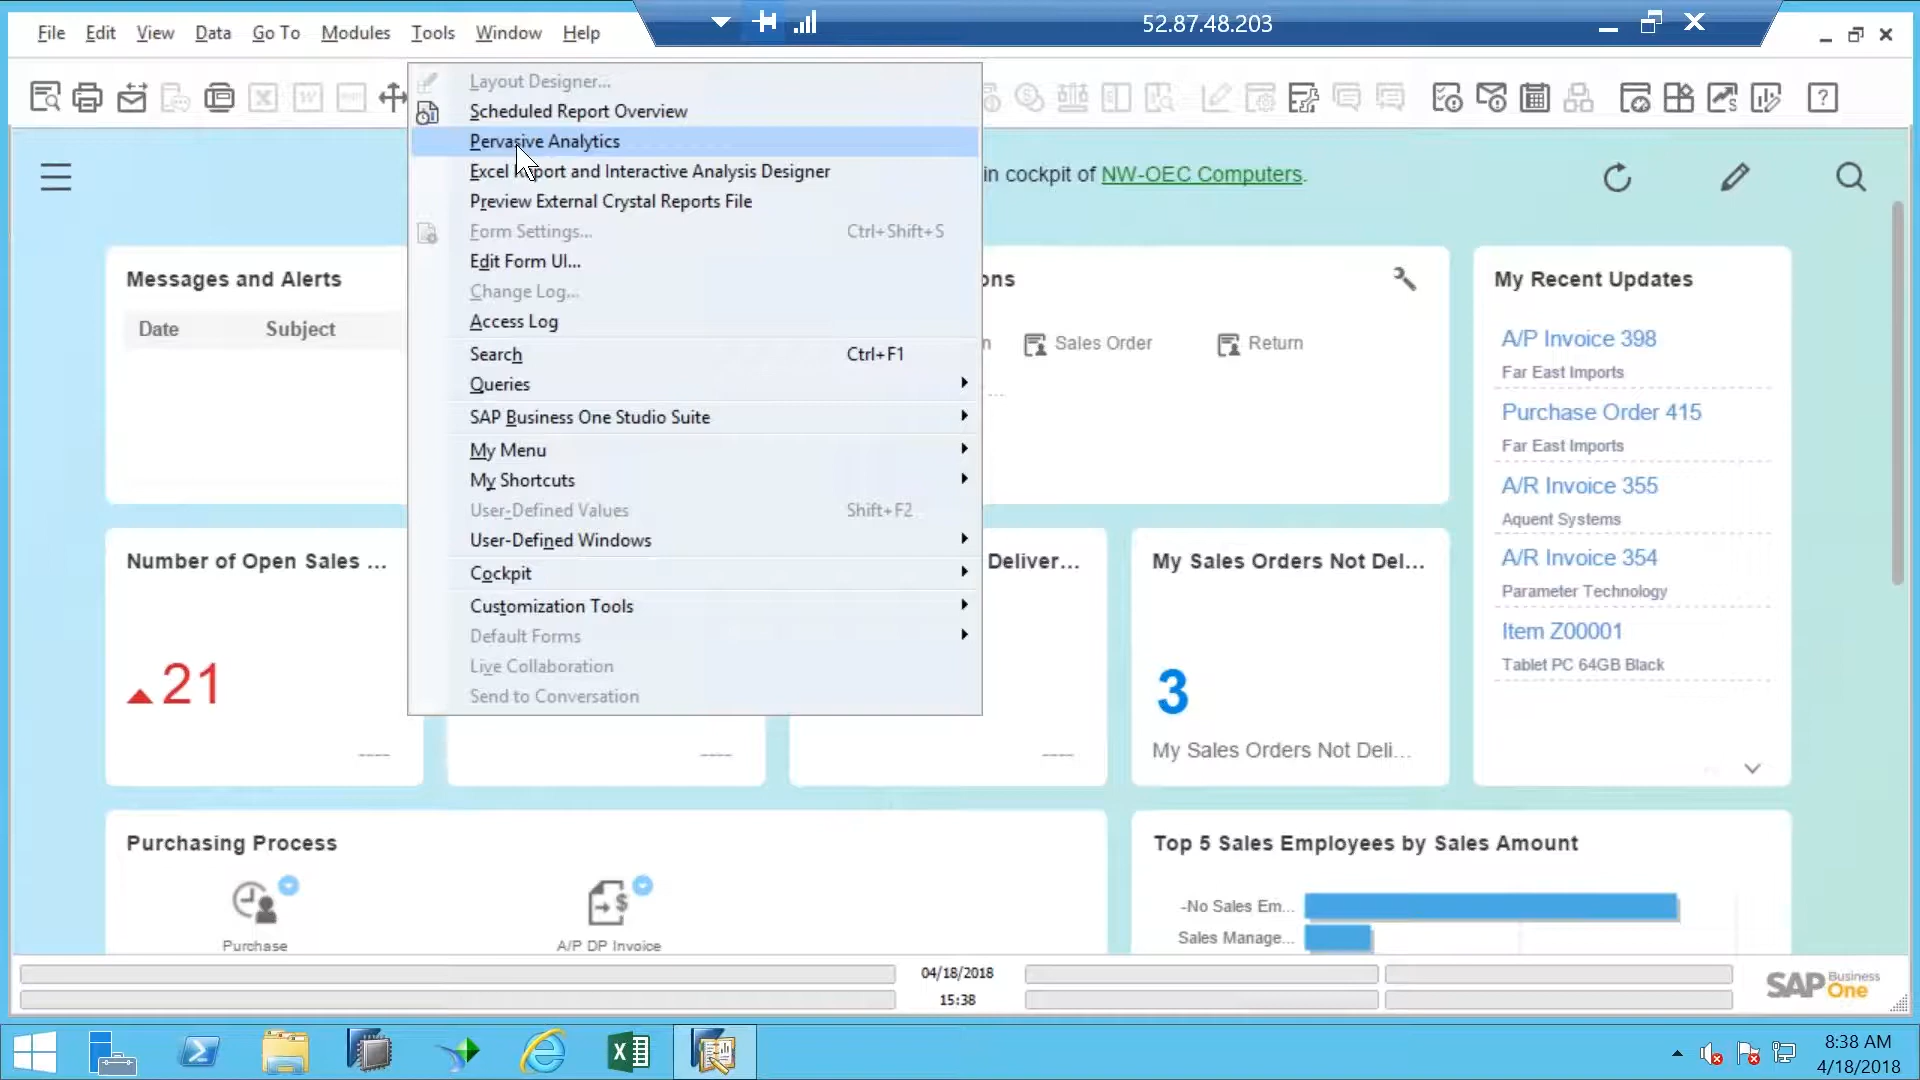 52.87.48.203
File Edit View Data Go To Modules Tools Window Help
Layout Designer...
Scheduled Report Overview
Pervasive Analytics
Excel Report and Interactive Analysis Designer
Preview External Crystal Reports File
Form Settings... Ctrl+Shift+S
Edit Form UI...
Change Log...
Access Log
Search Ctrl+F1
Queries
SAP Business One Studio Suite
My Menu
My Shortcuts
User-Defined Values Shift+F2
User-Defined Windows
Cockpit
Customization Tools
Default Forms
Live Collaboration
Send to Conversation
in cockpit of NW-OEC Computers.
Messages and Alerts
Date Subject
ons
n Sales Order Return
...
My Recent Updates
A/P Invoice 398
Far East Imports
Purchase Order 415
Far East Imports
A/R Invoice 355
Aquent Systems
A/R Invoice 354
Parameter Technology
Item Z00001
Tablet PC 64GB Black
Number of Open Sales ...
21
----
----
Deliver...
----
My Sales Orders Not Del...
3
My Sales Orders Not Deli...
Purchasing Process
Purchase
A/P DP Invoice
Top 5 Sales Employees by Sales Amount
-No Sales Em...
Sales Manage...
04/18/2018
15:38
SAP Business One
8:38 AM
4/18/2018